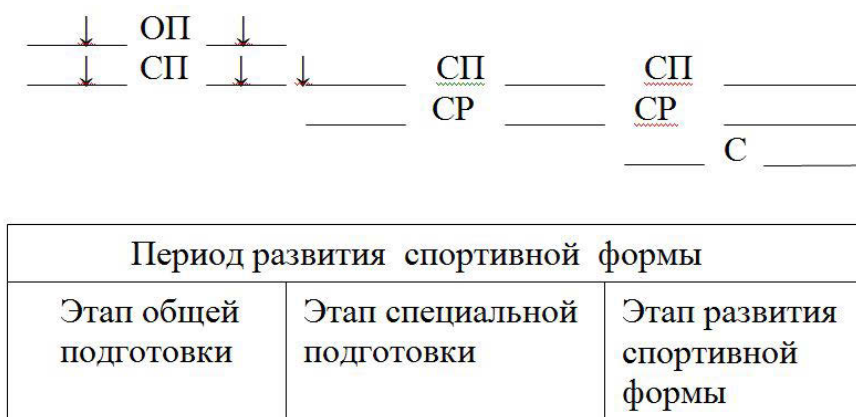 ОП
СП СП СП
СР СР
С
Период развития спортивной формы
Этап общей подготовки
Этап специальной подготовки
Этап развития спортивной формы